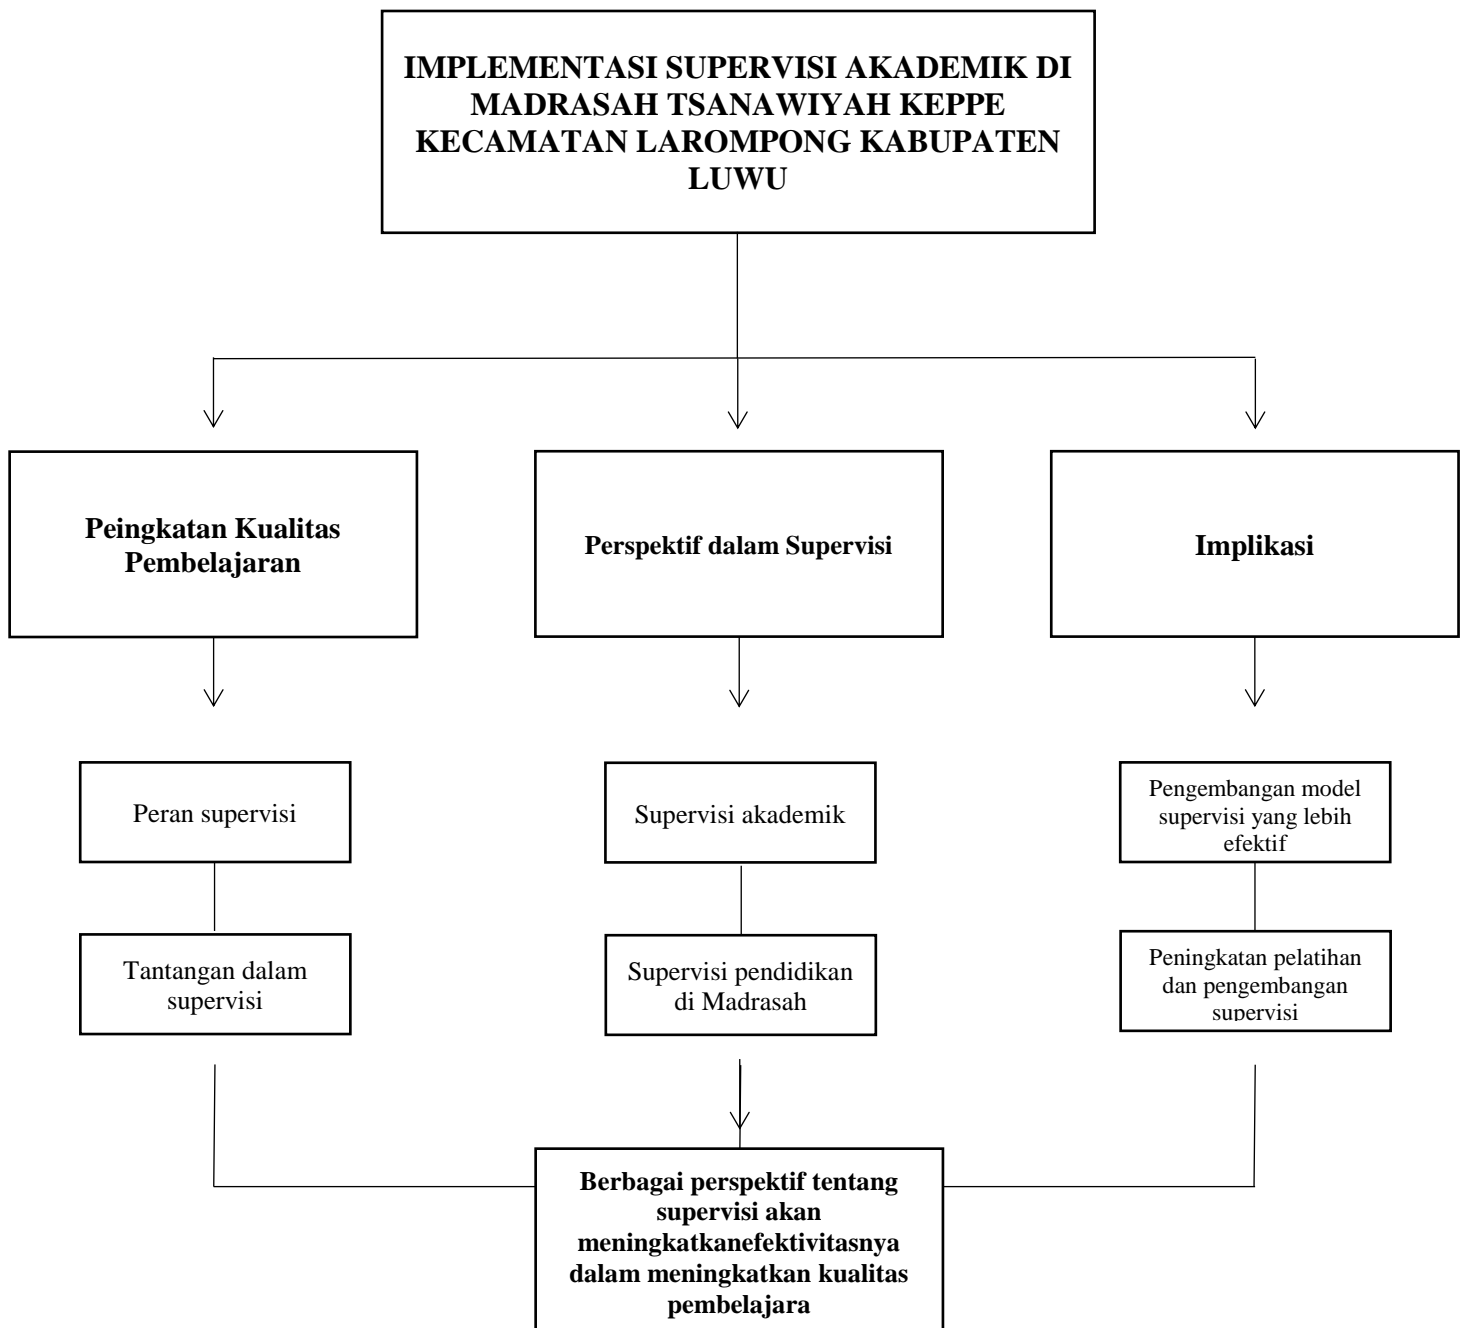 IMPLEMENTASI SUPERVISI AKADEMIK DI
MADRASAH TSANAWIYAH KEPPE
KECAMATAN LAROMPONG KABUPATEN
LUWU
Peingkatan Kualitas
Pembelajaran
Perspektif dalam Supervisi
Implikasi
Peran supervisi
Supervisi akademik
Pengembangan model
supervisi yang lebih
efektif
Tantangan dalam
supervisi
Supervisi pendidikan
di Madrasah
Peningkatan pelatihan
dan pengembangan
supervisi
Berbagai perspektif tentang
supervisi akan
meningkatkanefektivitasnya
dalam meningkatkan kualitas
pembelajara